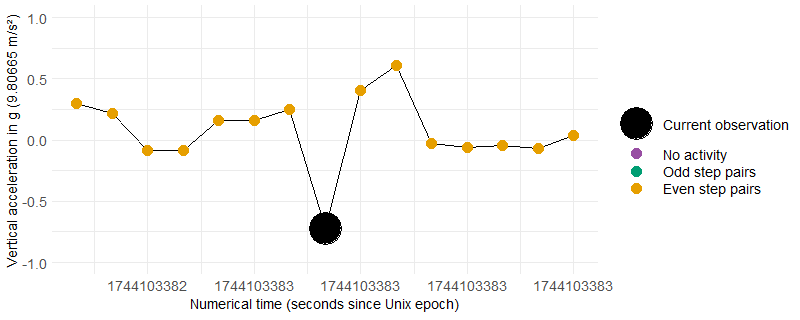 Vertical acceleration in g (9.80665 m/s²)
1.0
0.5
0.0
-0.5
-1.0
1744103382 1744103383 1744103383 1744103383 1744103383
Numerical time (seconds since Unix epoch)
Current observation
No activity
Odd step pairs
Even step pairs